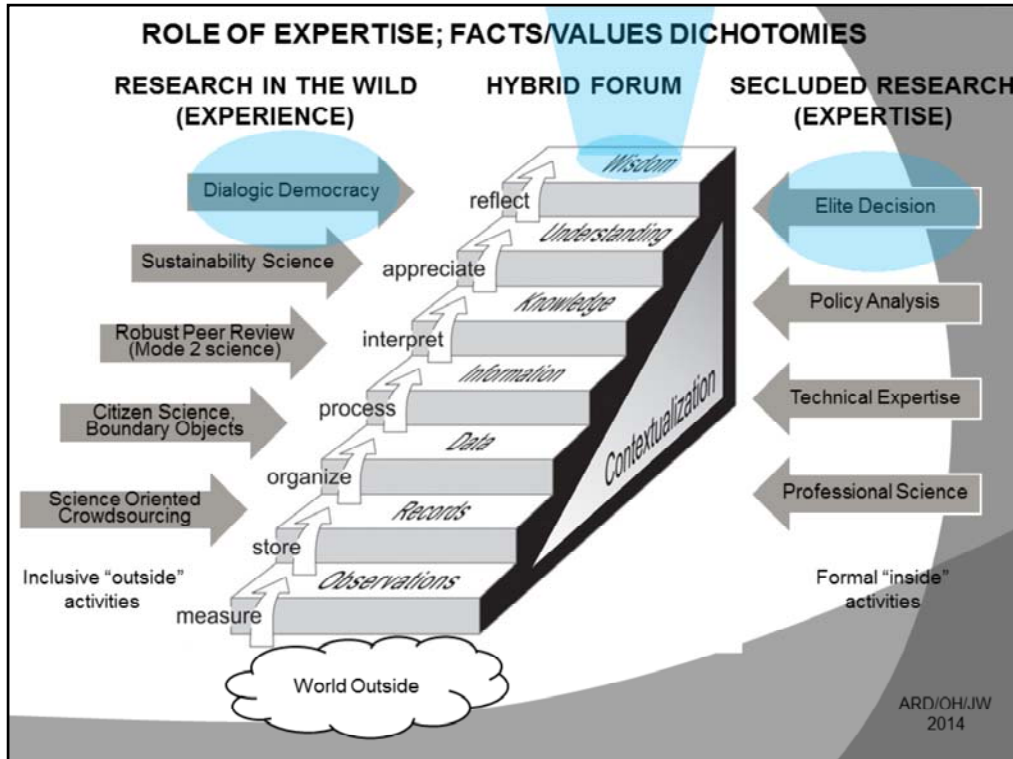 ROLE OF EXPERTISE; FACTS/VALUES DICHOTOMIES
RESEARCH IN THE WILD
(EXPERIENCE)
HYBRID FORUM
SECLUDED RESEARCH
(EXPERTISE)
Dialogic Democracy
Sustainability Science
Robust Peer Review
(Mode 2 science)
Citizen Science,
Boundary Objects
Science Oriented
Crowdsourcing
Inclusive “outside”
activities
Wisdom
reflect
Understanding
appreciate
Knowledge
interpret
Information
process
Data
organize
Records
store
Observations
measure
Contextualization
World Outside
Elite Decision
Policy Analysis
Technical Expertise
Professional Science
Formal “inside”
activities
ARD/OH/JW
2014